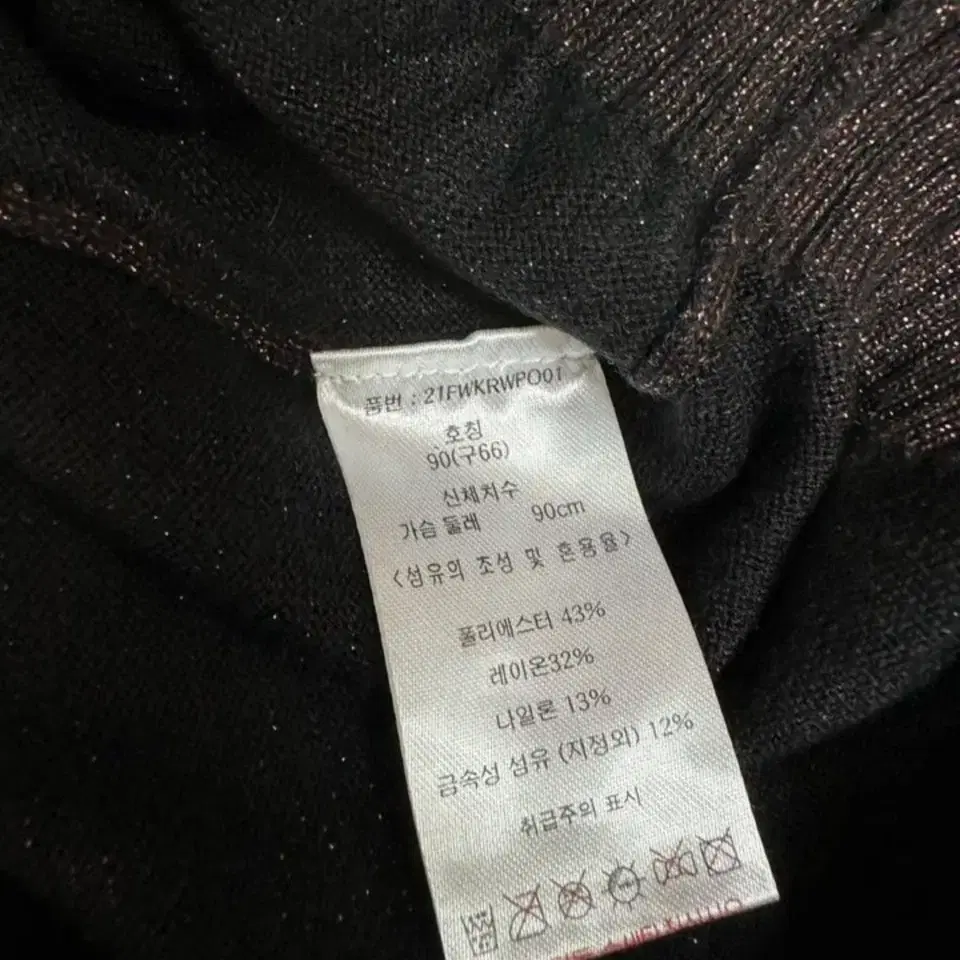 품번 : 21FWKRWPO01
호칭
90(구66)
신체치수
가슴 둘레 90cm
<섬유의 조성 및 혼용율>
폴리에스터 43%
레이온32%
나일론 13%
금속성 섬유 (지정외) 12%
취급주의 표시